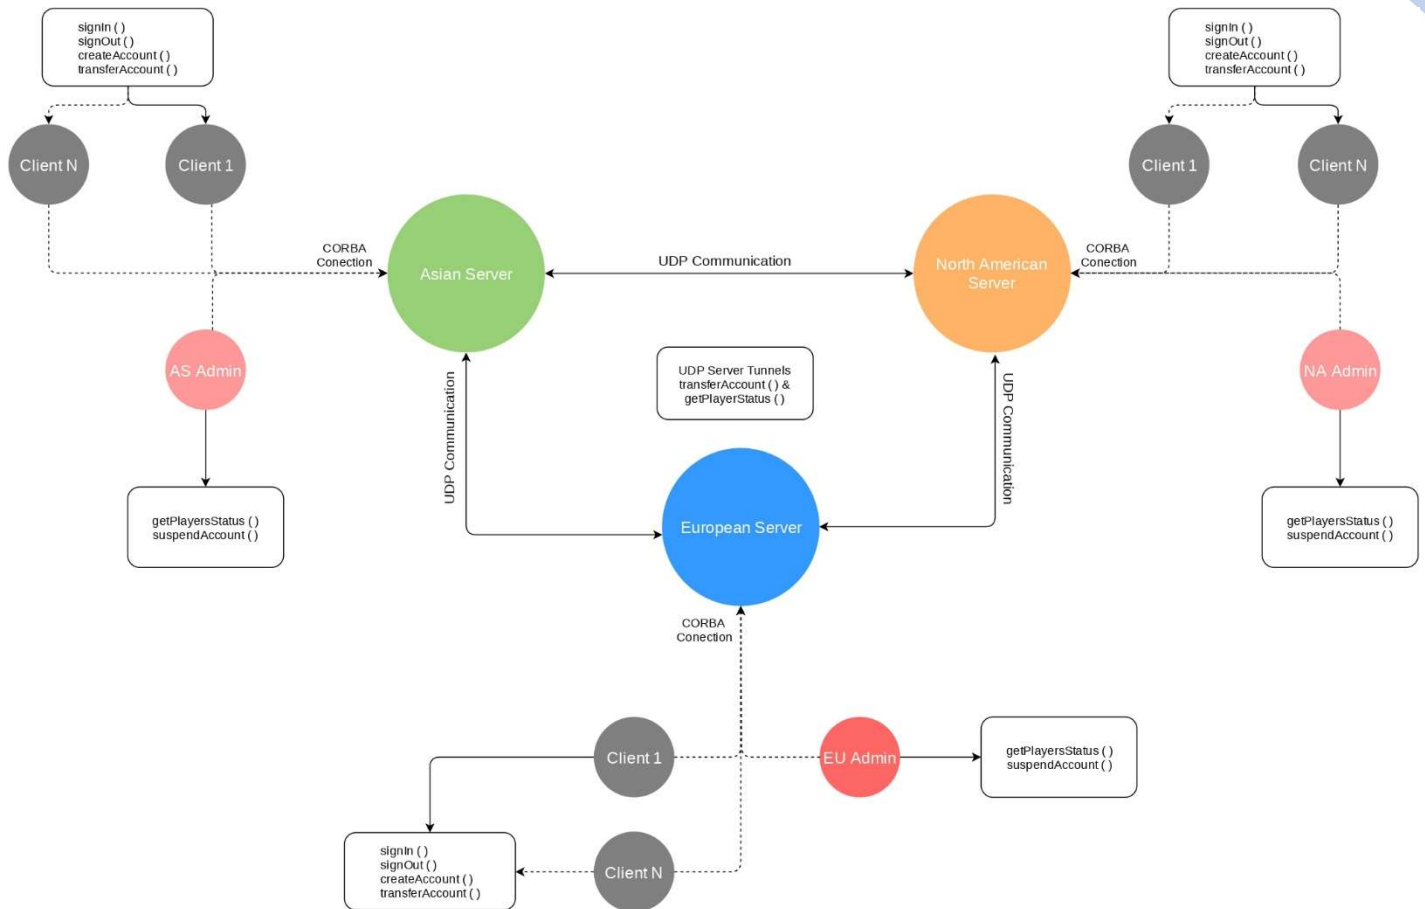 signIn ( )
signOut ( )
createAccount ( )
transferAccount ( )
signIn ( )
signOut ( )
createAccount ( )
transferAccount ( )
Client N
Client 1
Client 1
Client N
CORBA
Conection
Asian Server
UDP Communication
North American
Server
CORBA
Conection
AS Admin
UDP Server Tunnels
transferAccount ( ) &
getPlayerStatus ( )
NA Admin
UDP Communication
UDP Communication
getPlayersStatus ( )
suspendAccount ( )
European Server
getPlayersStatus ( )
suspendAccount ( )
CORBA
Conection
Client 1
EU Admin
getPlayersStatus ( )
suspendAccount ( )
signIn ( )
signOut ( )
createAccount ( )
transferAccount ( )
Client N